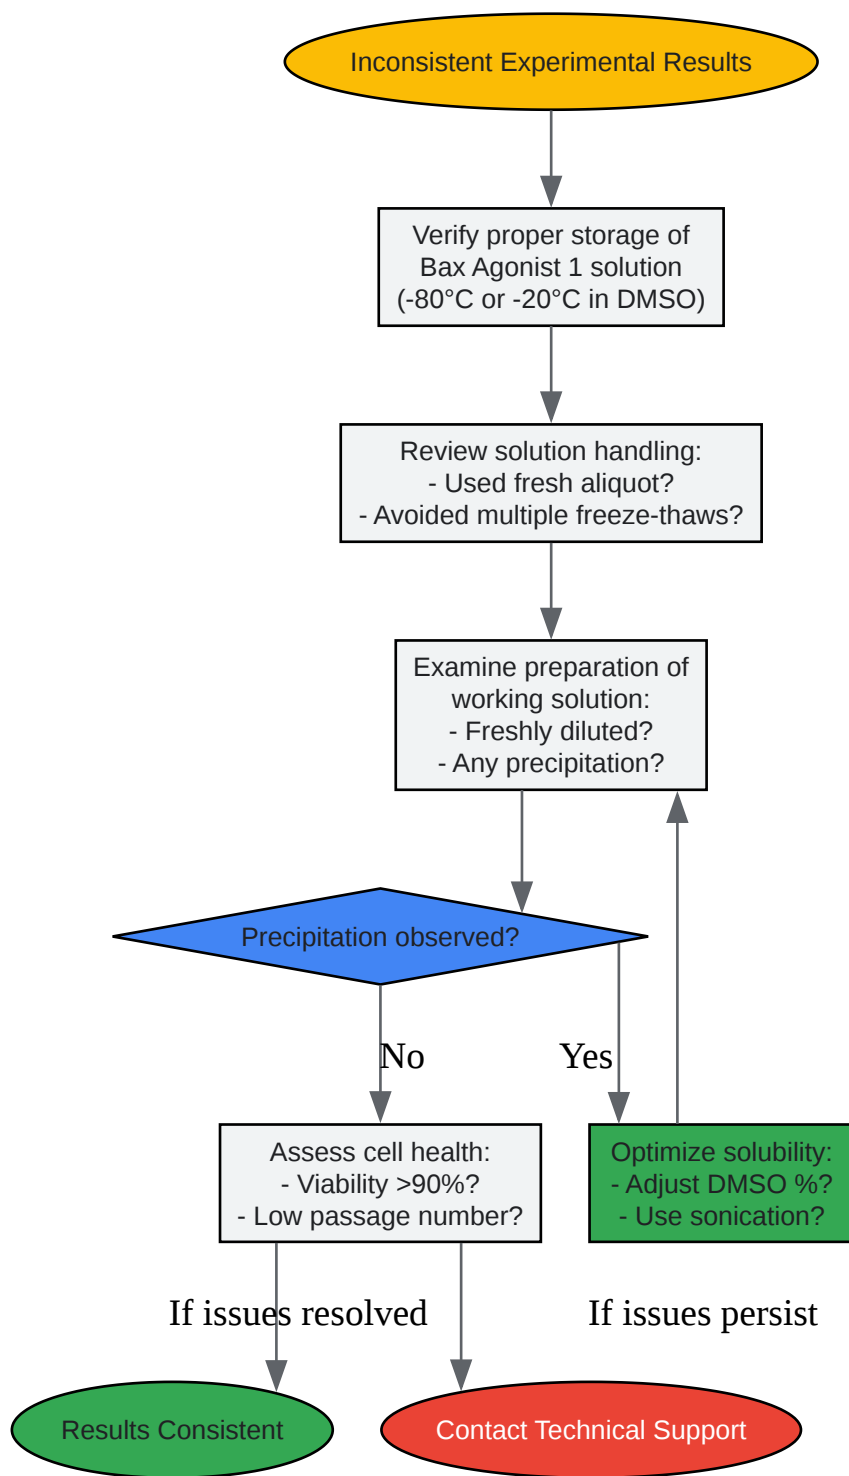 Inconsistent Experimental Results
Verify proper storage of
Bax Agonist 1 solution
(-80°C or -20°C in DMSO)
Review solution handling:
- Used fresh aliquot?
- Avoided multiple freeze-thaws?
Examine preparation of
working solution:
- Freshly diluted?
- Any precipitation?
Precipitation observed?
No
Yes
Assess cell health:
- Viability >90%?
- Low passage number?
Optimize solubility:
- Adjust DMSO %?
- Use sonication?
If issues resolved
If issues persist
Results Consistent
Contact Technical Support